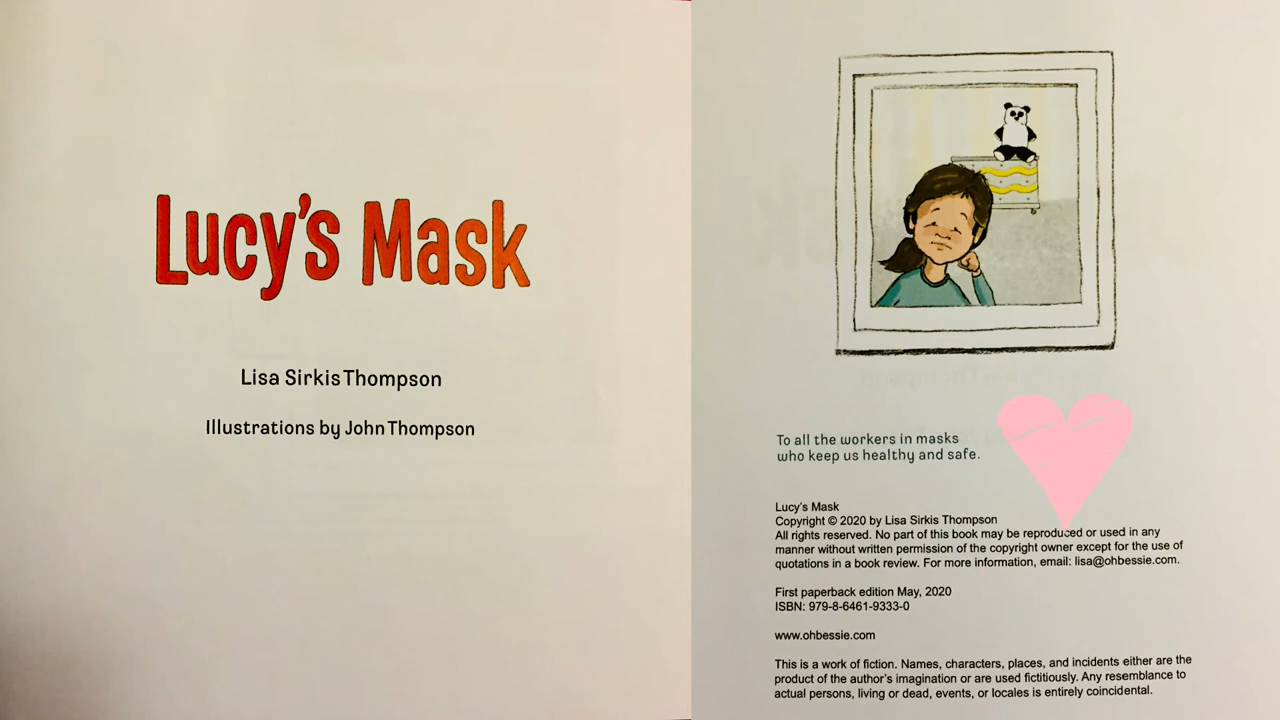 Lucy's Mask
Lisa Sirkis Thompson
Illustrations by John Thompson
To all the workers in masks
who keep us healthy and safe.
Lucy's Mask
Copyright © 2020 by Lisa Sirkis Thompson
All rights reserved. No part of this book may be reproduced or used in any
manner without written permission of the copyright owner except for the use of
quotations in a book review. For more information, email: lisa@ohbessie.com.
First paperback edition May, 2020
ISBN: 979-8-6461-9333-0
www.ohbessie.com
This is a work of fiction. Names, characters, places, and incidents either are the
product of the author's imagination or are used fictitiously. Any resemblance to
actual persons, living or dead, events, or locales is entirely coincidental.